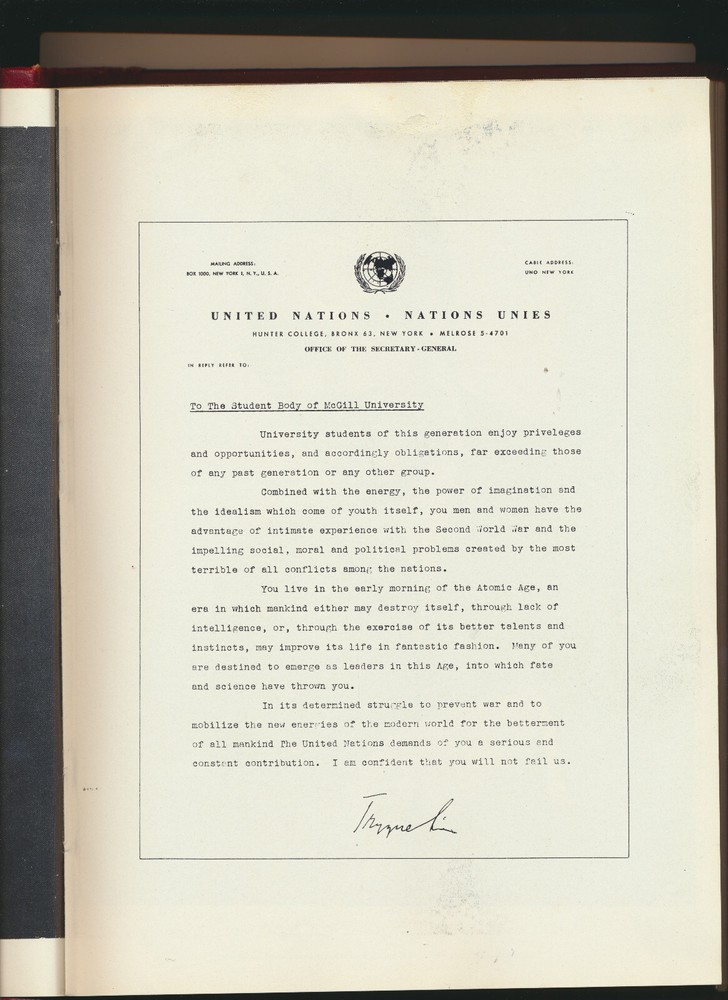 MAILING ADDRESS:
BOX 1000, NEW YORK 1, N. Y., U. S. A.
CABLE ADDRESS:
UNO NEW YORK
UNITED NATIONS • NATIONS UNIES
HUNTER COLLEGE, BRONX 63, NEW YORK • MELROSE 5-4701
OFFICE OF THE SECRETARY-GENERAL
IN REPLY REFER TO:
To The Student Body of McGill University
University students of this generation enjoy priveleges
and opportunities, and accordingly obligations, far exceeding those
of any past generation or any other group.
Combined with the energy, the power of imagination and
the idealism which come of youth itself, you men and women have the
advantage of intimate experience with the Second World War and the
impelling social, moral and political problems created by the most
terrible of all conflicts among the nations.
You live in the early morning of the Atomic Age, an
era in which mankind either may destroy itself, through lack of
intelligence, or, through the exercise of its better talents and
instincts, may improve its life in fantastic fashion. Many of you
are destined to emerge as leaders in this Age, into which fate
and science have thrown you.
In its determined struggle to prevent war and to
mobilize the new energies of the modern world for the betterment
of all mankind The United Nations demands of you a serious and
constant contribution. I am confident that you will not fail us.
Trygve Lie